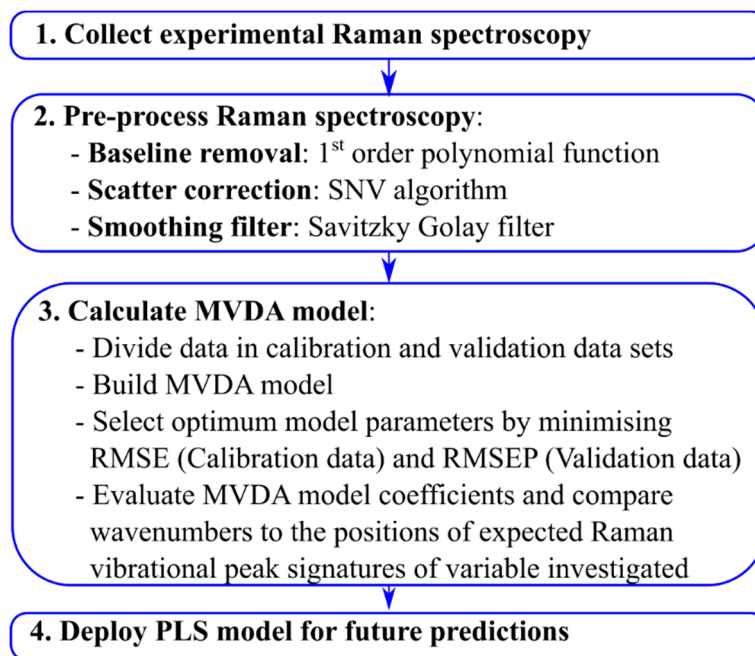 1. Collect experimental Raman spectroscopy
2. Pre-process Raman spectroscopy:
- Baseline removal: 1st order polynomial function
- Scatter correction: SNV algorithm
- Smoothing filter: Savitzky Golay filter
3. Calculate MVDA model:
- Divide data in calibration and validation data sets
- Build MVDA model
- Select optimum model parameters by minimising
RMSE (Calibration data) and RMSEP (Validation data)
- Evaluate MVDA model coefficients and compare
wavenumbers to the positions of expected Raman
vibrational peak signatures of variable investigated
4. Deploy PLS model for future predictions